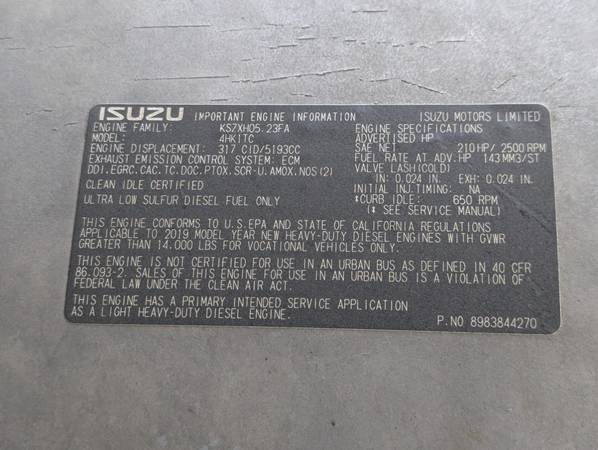 ISUZU IMPORTANT ENGINE INFORMATION ISUZU MOTORS LIMITED
ENGINE FAMILY: KSZXH05.23FA ENGINE SPECIFICATIONS
MODEL: 4HK1TC ADVERTISED HP
ENGINE DISPLACEMENT: 317 CID/5193CC SAE NET 210HP/2500RPM
EXHAUST EMISSION CONTROL SYSTEM: ECM FUEL RATE AT ADV.HP 143MM3/ST
DDI.EGRC.CAC.TC.DOC.PTOX.SCR-U.AMOX.NOS(2) VALVE LASH(COLD)
IN: 0.024 IN. EXH: 0.024 IN.
CLEAN IDLE CERTIFIED INITIAL INJ.TIMING: NA
ULTRA LOW SULFUR DIESEL FUEL ONLY *CURB IDLE: 650 RPM
(* SEE SERVICE MANUAL)
THIS ENGINE CONFORMS TO U.S.EPA AND STATE OF CALIFORNIA REGULATIONS
APPLICABLE TO 2019 MODEL YEAR NEW HEAVY-DUTY DIESEL ENGINES WITH GVWR
GREATER THAN 14.000 LBS FOR VOCATIONAL VEHICLES ONLY.
THIS ENGINE IS NOT CERTIFIED FOR USE IN AN URBAN BUS AS DEFINED IN 40 CFR
86.093-2. SALES OF THIS ENGINE FOR USE IN AN URBAN BUS IS A VIOLATION OF
FEDERAL LAW UNDER THE CLEAN AIR ACT.
THIS ENGINE HAS A PRIMARY INTENDED SERVICE APPLICATION
AS A LIGHT HEAVY-DUTY DIESEL ENGINE. P.NO 8983844270